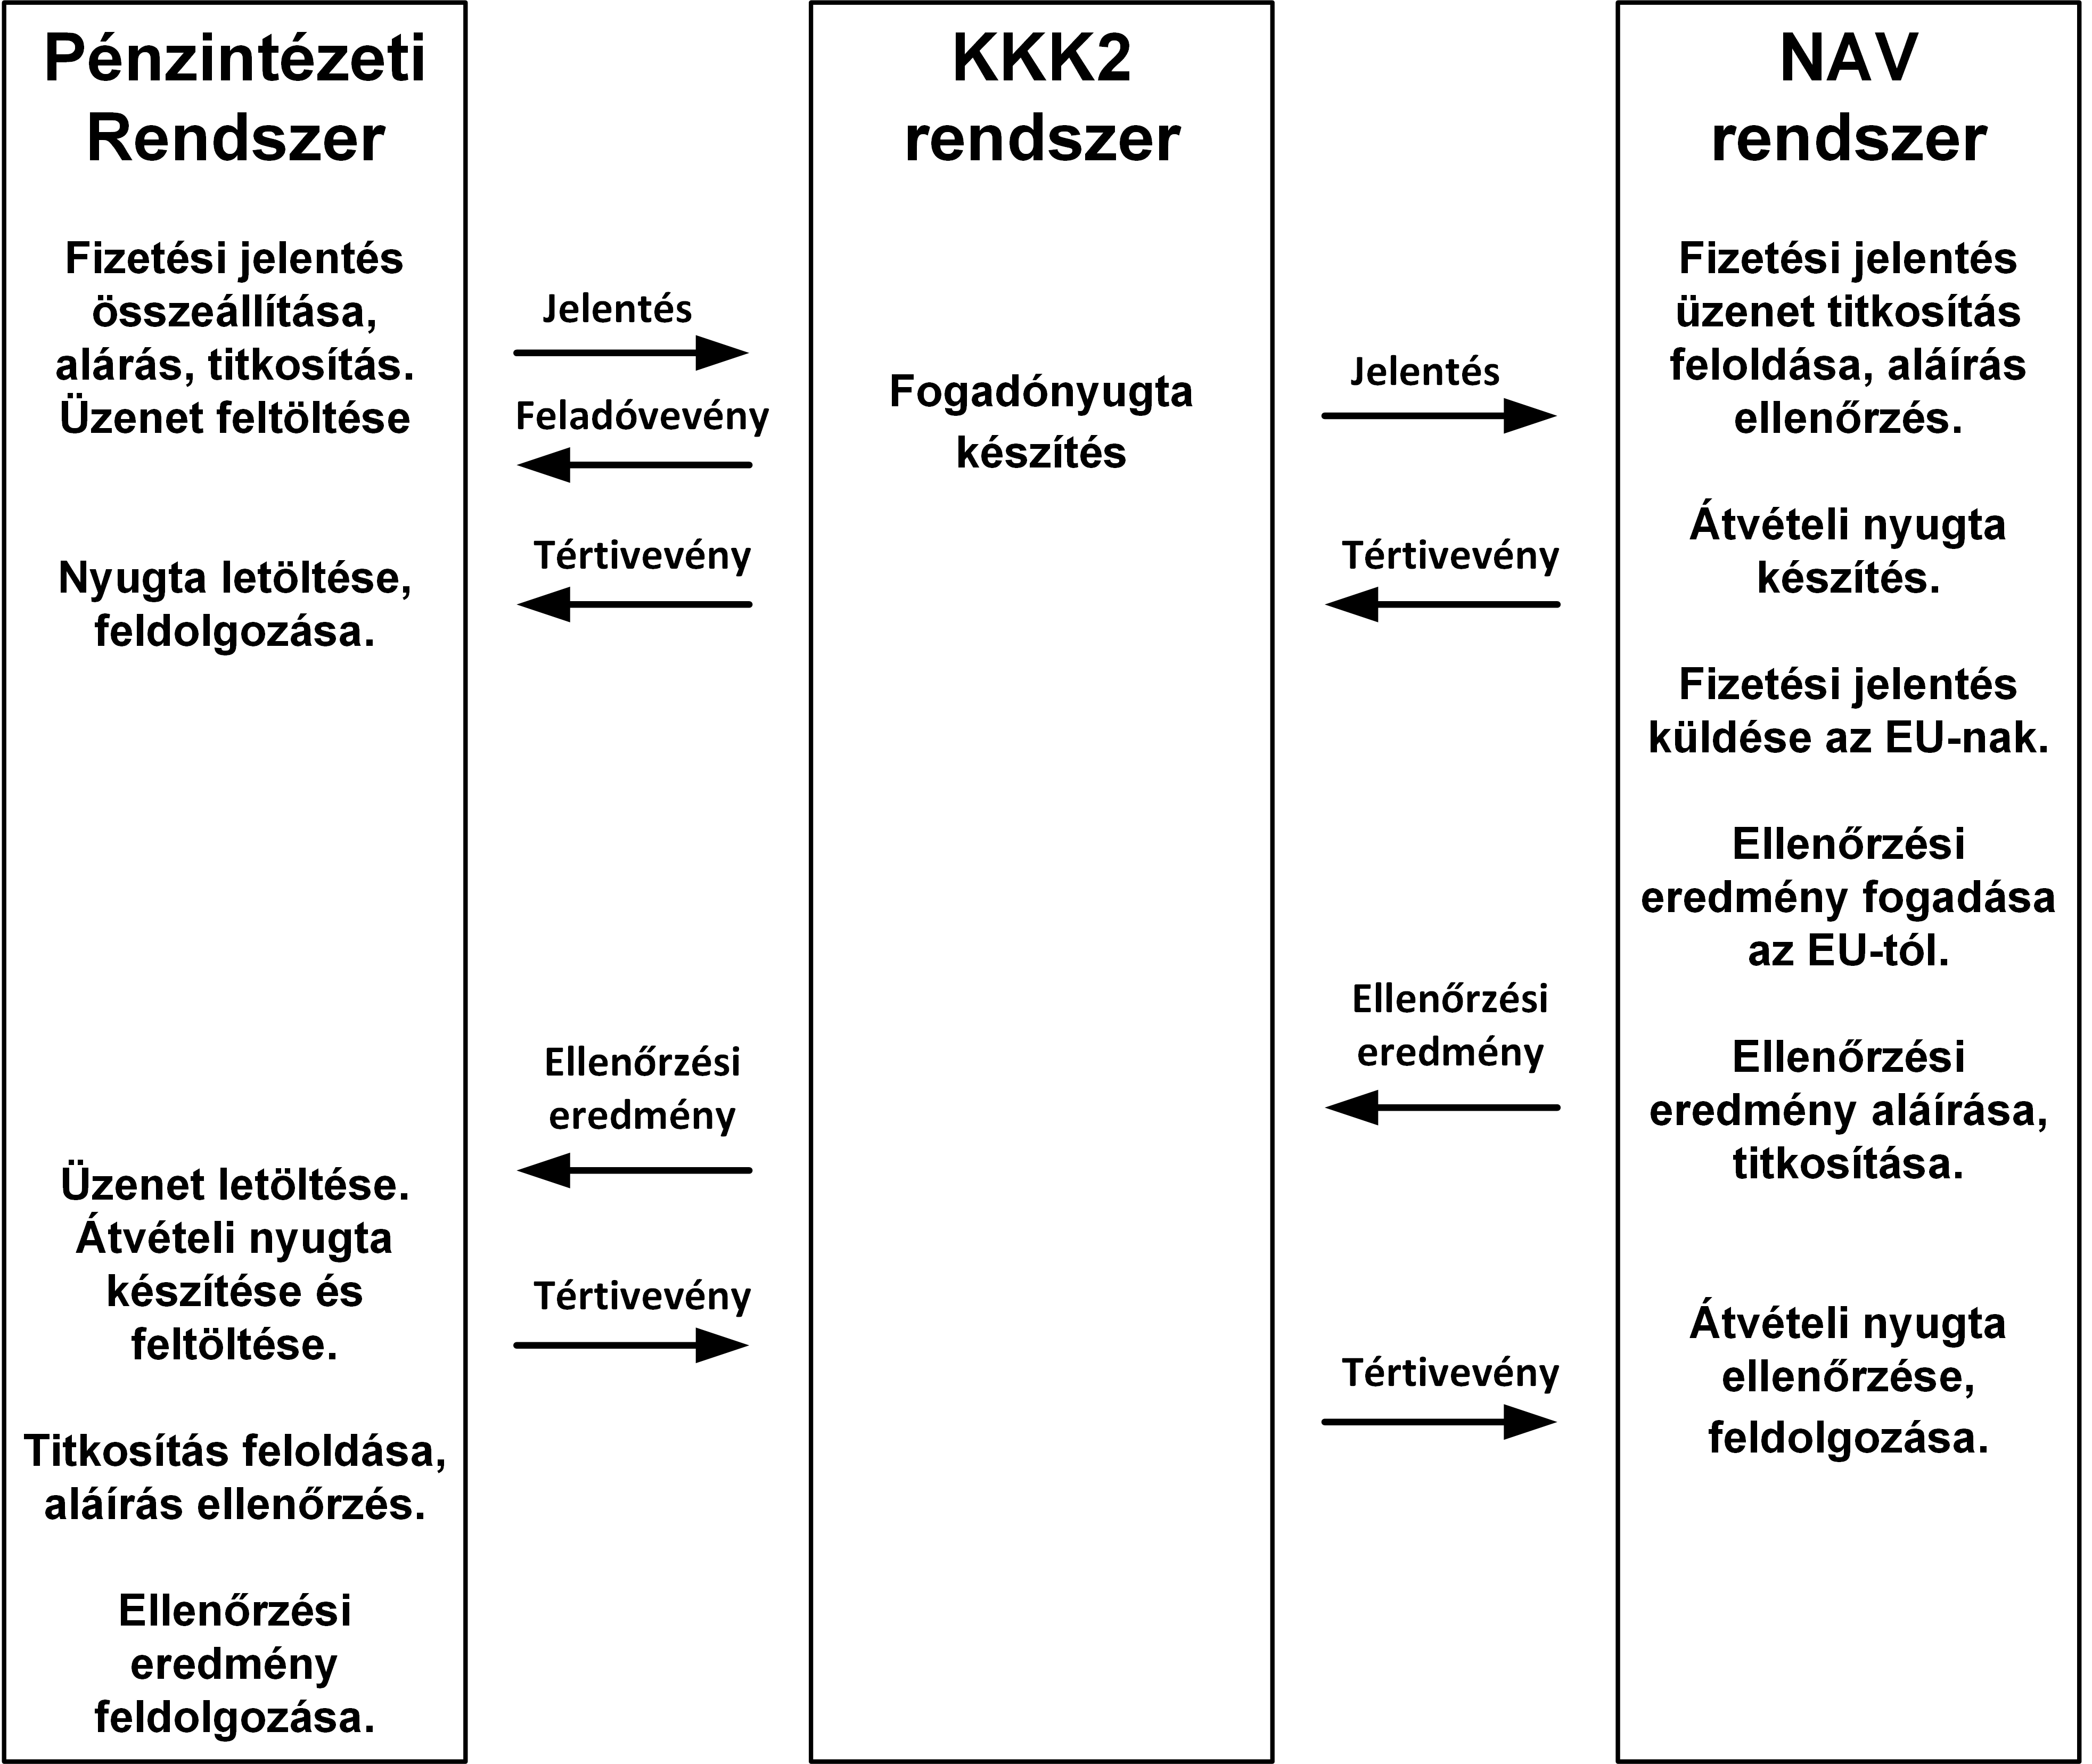 Pénzintézeti
Rendszer
Fizetési jelentés
összeállítása,
alárás, titkosítás.
Üzenet feltöltése
Nyugta letöltése,
feldolgozása.
Üzenet letöltése.
Átvételi nyugta
készítése és
feltöltése.
Titkosítás feloldása,
aláírás ellenőrzés.
Ellenőrzési
eredmény
feldolgozása.
Jelentés
Feladóvevény
Tértivevény
Ellenőrzési
eredmény
Tértivevény
KKK2
rendszer
Fogadónyugta
készítés
Jelentés
Tértivevény
Ellenőrzési
eredmény
Tértivevény
NAV
rendszer
Fizetési jelentés
üzenet titkosítás
feloldása, aláírás
ellenőrzés.
Átvételi nyugta
készítés.
Fizetési jelentés
küldése az EU-nak.
Ellenőrzési
eredmény fogadása
az EU-tól.
Ellenőrzési
eredmény aláírása,
titkosítása.
Átvételi nyugta
ellenőrzése,
feldolgozása.